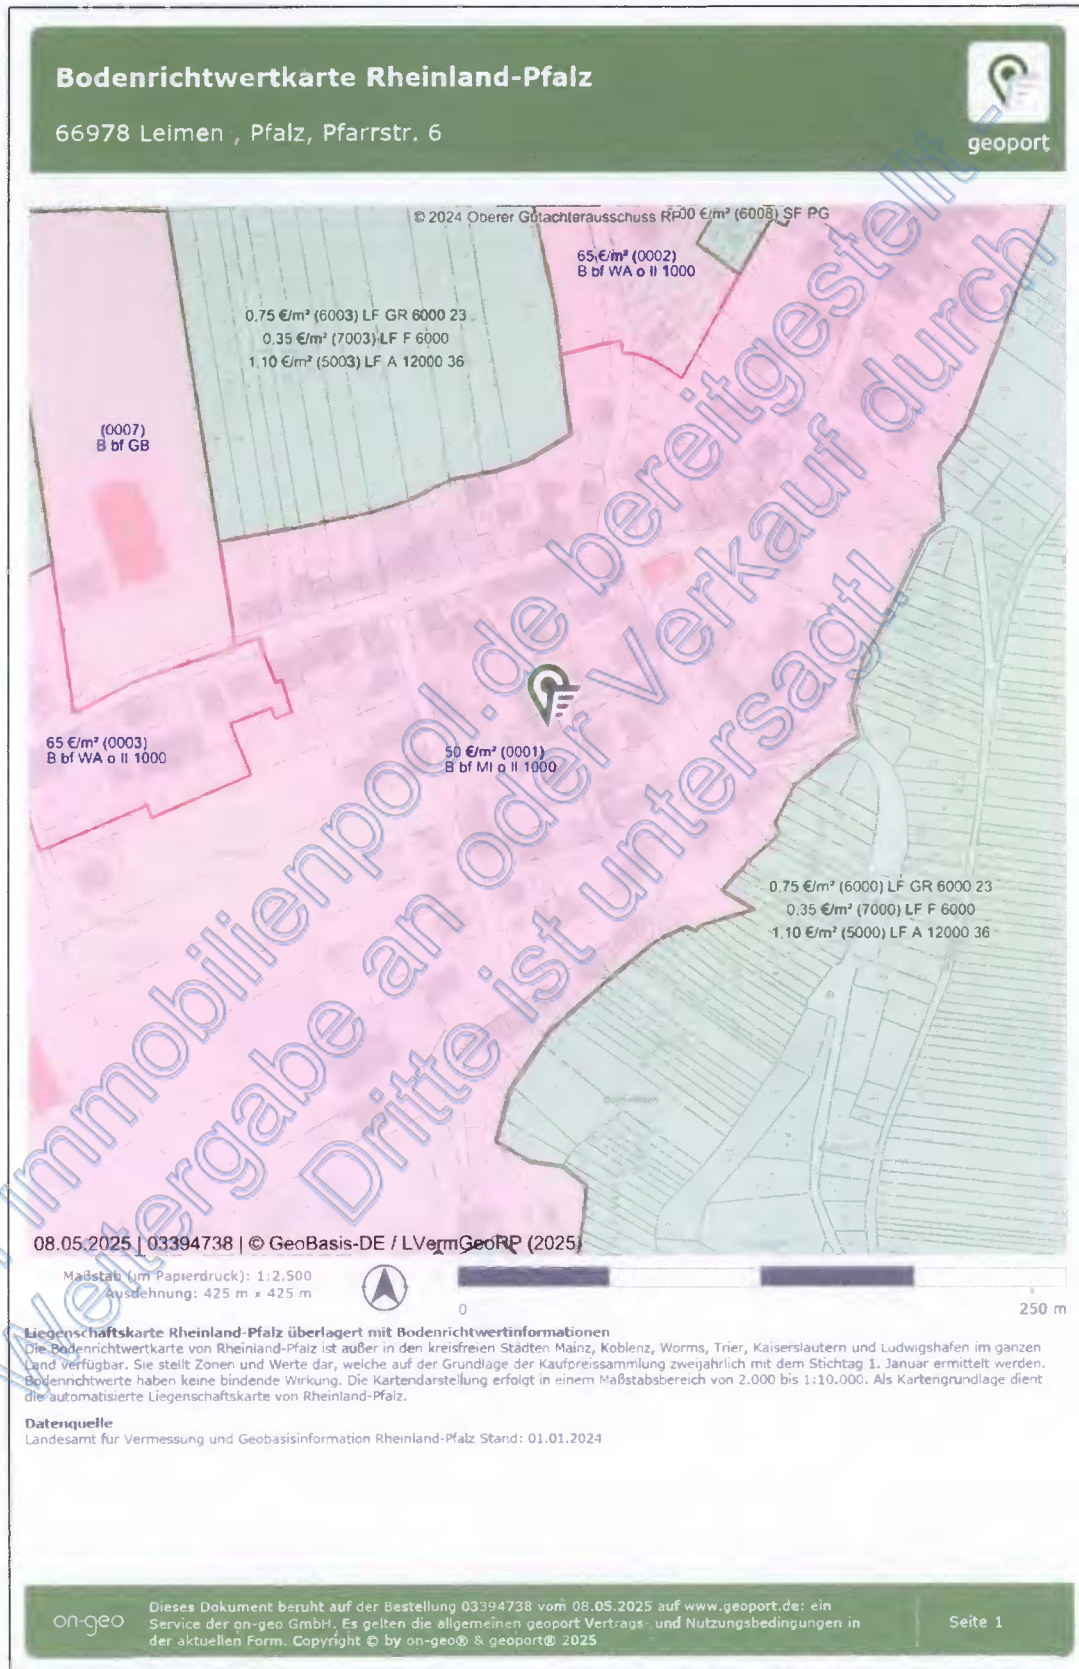 Bodenrichtwertkarte Rheinland-Pfalz
66978 Leimen , Pfalz, Pfarrstr. 6
geoport
© 2024 Oberer Gutachterausschuss RP
00 €/m² (6008) SF PG
65 €/m² (0002)
B bf WA o II 1000
0.75 €/m² (6003) LF GR 6000 23
0.35 €/m² (7003) LF F 6000
1.10 €/m² (5003) LF A 12000 36
(0007)
B bf GB
65 €/m² (0003)
B bf WA o II 1000
50 €/m² (0001)
B bf MI o II 1000
0.75 €/m² (6000) LF GR 6000 23
0.35 €/m² (7000) LF F 6000
1.10 €/m² (5000) LF A 12000 36
immobilienpool.de bereitgestellt -
Weitergabe an oder Verkauf durch
Dritte ist untersagt!
08.05.2025 | 03394738 | © GeoBasis-DE / LVermGeoRP (2025)
Maßstab (im Papierdruck): 1:2.500
Ausdehnung: 425 m x 425 m
0
250 m
Liegenschaftskarte Rheinland-Pfalz überlagert mit Bodenrichtwertinformationen
Die Bodenrichtwertkarte von Rheinland-Pfalz ist außer in den kreisfreien Städten Mainz, Koblenz, Worms, Trier, Kaiserslautern und Ludwigshafen im ganzen
Land verfügbar. Sie stellt Zonen und Werte dar, welche auf der Grundlage der Kaufpreissammlung zweijährlich mit dem Stichtag 1. Januar ermittelt werden.
Bodenrichtwerte haben keine bindende Wirkung. Die Kartendarstellung erfolgt in einem Maßstabsbereich von 2.000 bis 1:10.000. Als Kartengrundlage dient
die automatisierte Liegenschaftskarte von Rheinland-Pfalz.
Datenquelle
Landesamt für Vermessung und Geobasisinformation Rheinland-Pfalz Stand: 01.01.2024
on-geo
Dieses Dokument beruht auf der Bestellung 03394738 vom 08.05.2025 auf www.geoport.de: ein
Service der on-geo GmbH. Es gelten die allgemeinen geoport Vertrags- und Nutzungsbedingungen in
der aktuellen Form. Copyright © by on-geo® & geoport® 2025
Seite 1